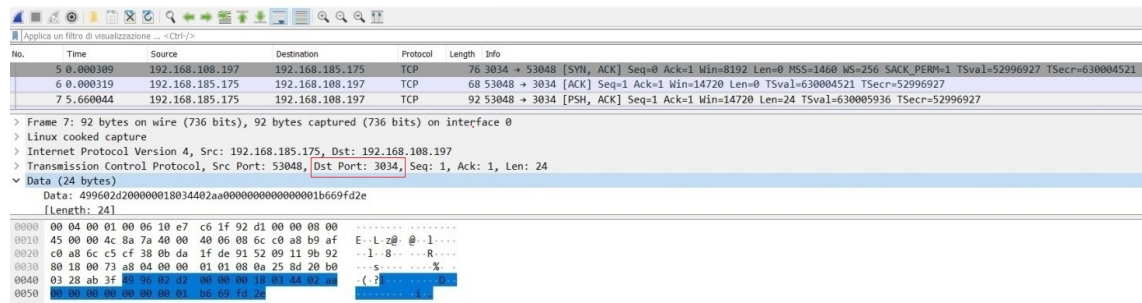 Applica un filtro di visualizzazione ... <Ctrl-/>
No. Time Source Destination Protocol Length Info
5 0.000309 192.168.108.197 192.168.185.175 TCP 76 3034 → 53048 [SYN, ACK] Seq=0 Ack=1 Win=8192 Len=0 MSS=1460 WS=256 SACK_PERM=1 TSval=52996927 TSecr=630004521
6 0.000319 192.168.185.175 192.168.108.197 TCP 68 53048 → 3034 [ACK] Seq=1 Ack=1 Win=14720 Len=0 TSval=630004521 TSecr=52996927
7 5.660044 192.168.185.175 192.168.108.197 TCP 92 53048 → 3034 [PSH, ACK] Seq=1 Ack=1 Win=14720 Len=24 TSval=630005936 TSecr=52996927
> Frame 7: 92 bytes on wire (736 bits), 92 bytes captured (736 bits) on interface 0
> Linux cooked capture
> Internet Protocol Version 4, Src: 192.168.185.175, Dst: 192.168.108.197
> Transmission Control Protocol, Src Port: 53048, Dst Port: 3034, Seq: 1, Ack: 1, Len: 24
Data (24 bytes)
Data: 499602d2000000018034402aa0000000000000001b669fd2e
[Length: 24]
0000 00 04 00 01 00 06 10 e7 c6 1f 92 d1 00 00 08 00 ········ ········
0010 45 00 00 4c 8a 7a 40 00 40 06 08 6c c0 a8 b9 af E··L·z@· @··l····
0020 c0 a8 6c c5 cf 38 0b da 1f de 91 52 09 11 9b 92 ··l··8·· ···R····
0030 80 18 00 73 a8 04 00 00 01 01 08 0a 25 8d 20 b0 ···s···· ····%· ·
0040 03 28 ab 3f 49 96 02 d2 00 00 00 18 03 44 02 aa ·(·?I··· ·····D··
0050 00 00 00 00 00 00 00 01 b6 69 fd 2e ········ ·i·.